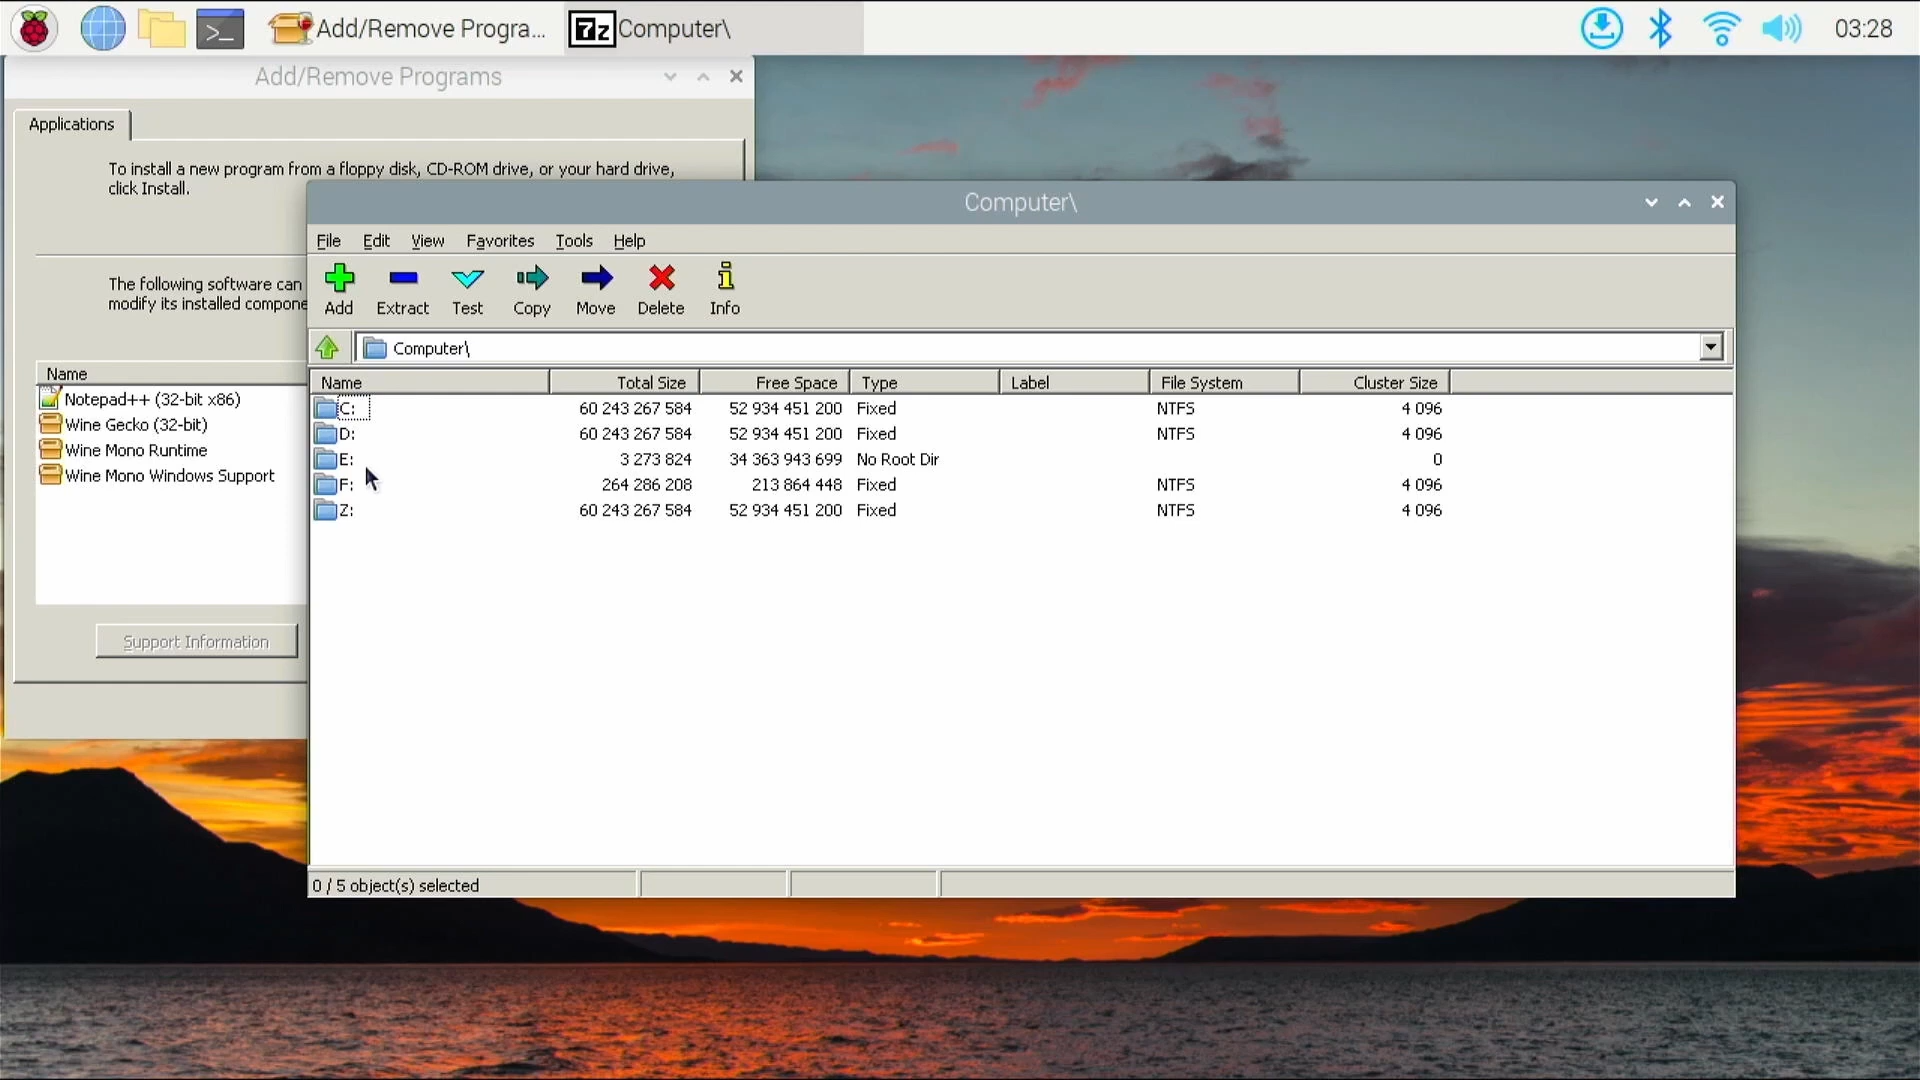 Add/Remove Progra...
7z
Computer\
03:28
Add/Remove Programs
Applications
To install a new program from a floppy disk, CD-ROM drive, or your hard drive,
click Install.
The following software can
modify its installed compone
Name
Notepad++ (32-bit x86)
Wine Gecko (32-bit)
Wine Mono Runtime
Wine Mono Windows Support
Support Information
Computer\
File Edit View Favorites Tools Help
Add Extract Test Copy Move Delete Info
Computer\
Name Total Size Free Space Type Label File System Cluster Size
C: 60 243 267 584 52 934 451 200 Fixed NTFS 4 096
D: 60 243 267 584 52 934 451 200 Fixed NTFS 4 096
E: 3 273 824 34 363 943 699 No Root Dir 0
F: 264 286 208 213 864 448 Fixed NTFS 4 096
Z: 60 243 267 584 52 934 451 200 Fixed NTFS 4 096
0 / 5 object(s) selected